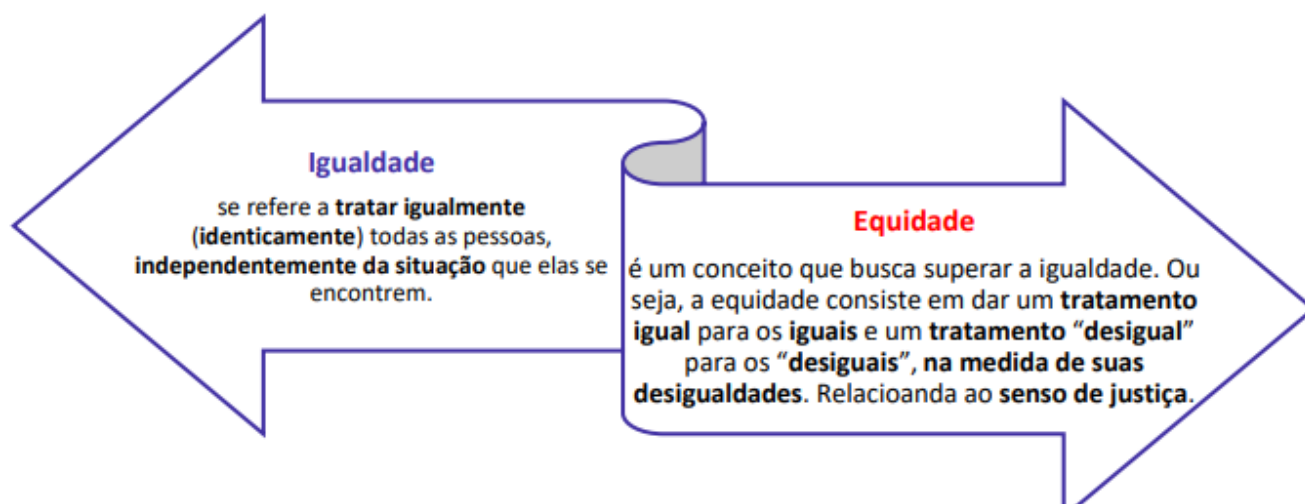 Igualdade
se refere a tratar igualmente
(identicamente) todas as pessoas,
independentemente da situação que elas se
encontrem.
Equidade
é um conceito que busca superar a igualdade. Ou
seja, a equidade consiste em dar um tratamento
igual para os iguais e um tratamento “desigual”
para os “desiguais”, na medida de suas
desigualdades. Relacioanda ao senso de justiça.